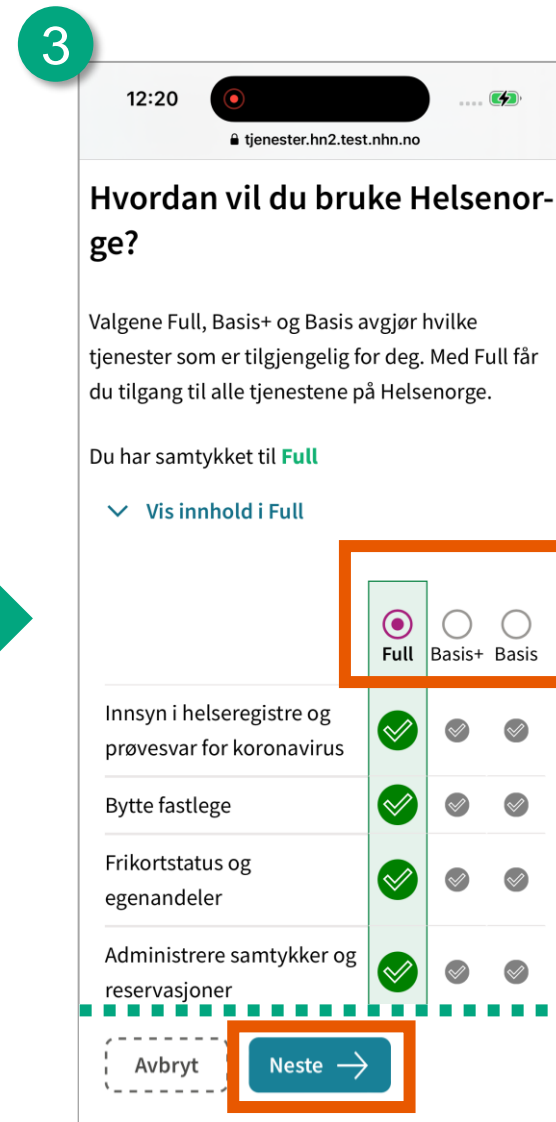 3
12:20
tjenester.hn2.test.nhn.no
Hvordan vil du bruke Helsenor-
ge?
Valgene Full, Basis+ og Basis avgjør hvilke
tjenester som er tilgjengelig for deg. Med Full får
du tilgang til alle tjenestene på Helsenorge.
Du har samtykket til Full
Vis innhold i Full
Full Basis+ Basis
Innsyn i helseregistre og
prøvesvar for koronavirus
Bytte fastlege
Frikortstatus og
egenandeler
Administrere samtykker og
reservasjoner
Avbryt Neste